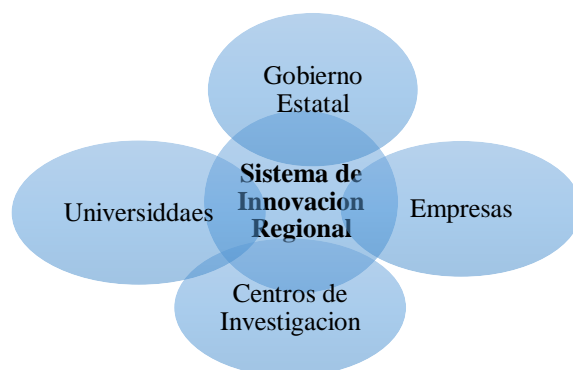 Gobierno
Estatal
Sistema de
Innovacion
Regional
Universiddaes
Empresas
Centros de
Investigacion